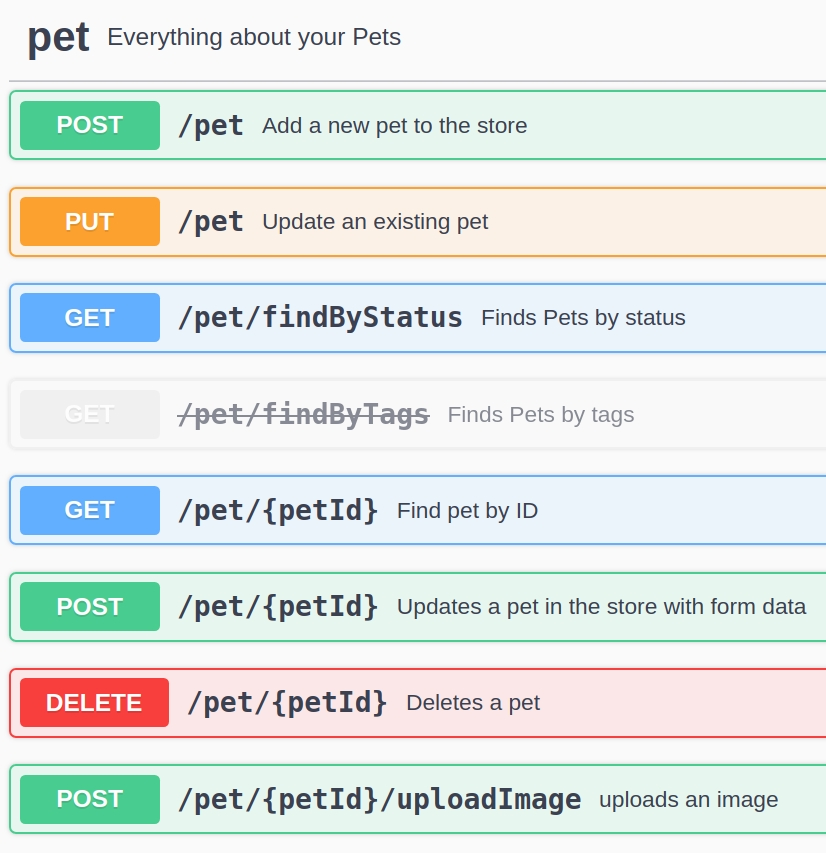 pet Everything about your Pets
POST /pet Add a new pet to the store
PUT /pet Update an existing pet
GET /pet/findByStatus Finds Pets by status
GET /pet/findByTags Finds Pets by tags
GET /pet/{petId} Find pet by ID
POST /pet/{petId} Updates a pet in the store with form data
DELETE /pet/{petId} Deletes a pet
POST /pet/{petId}/uploadImage uploads an image